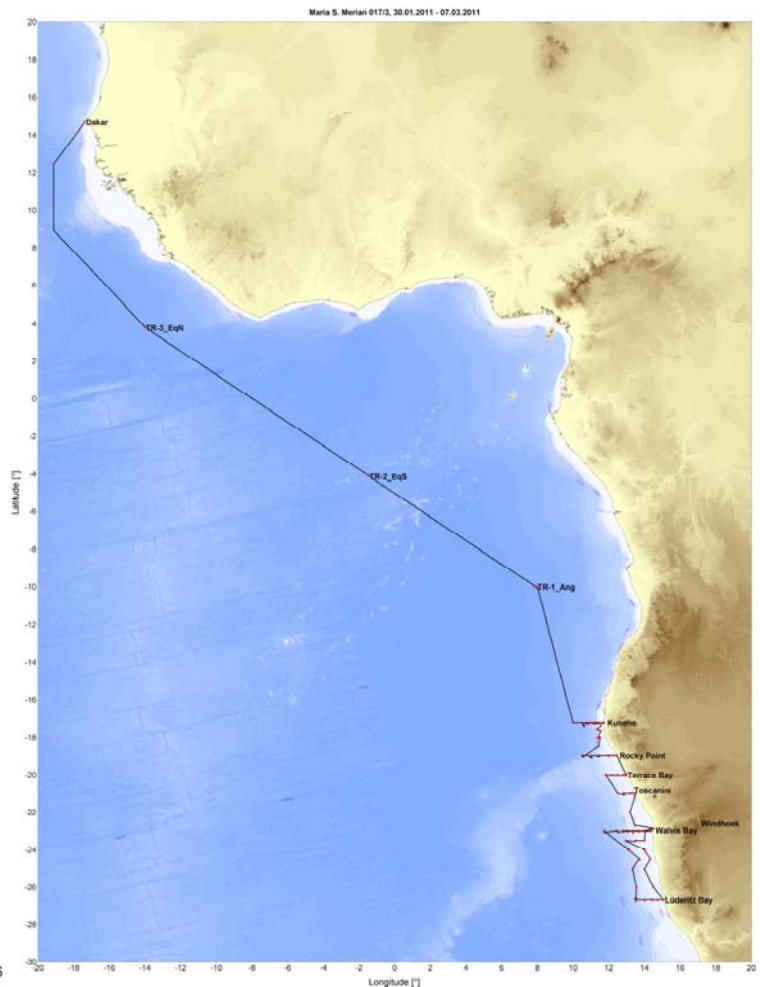 Maria S. Merian 017/3, 30.01.2011 - 07.03.2011
20
18
16
14
12
10
8
6
4
2
0
-2
-4
-6
-8
-10
-12
-14
-16
-18
-20
-22
-24
-26
-28
-30
Latitude [°]
Dakar
TR-3_EqN
TR-2_EqS
TR-1_Ang
Kunene
Rocky Point
Terrace Bay
Toscanini
Windhoek
Walvis Bay
Lüderitz Bay
-20 -18 -16 -14 -12 -10 -8 -6 -4 -2 0 2 4 6 8 10 12 14 16 18 20
Longitude [°]